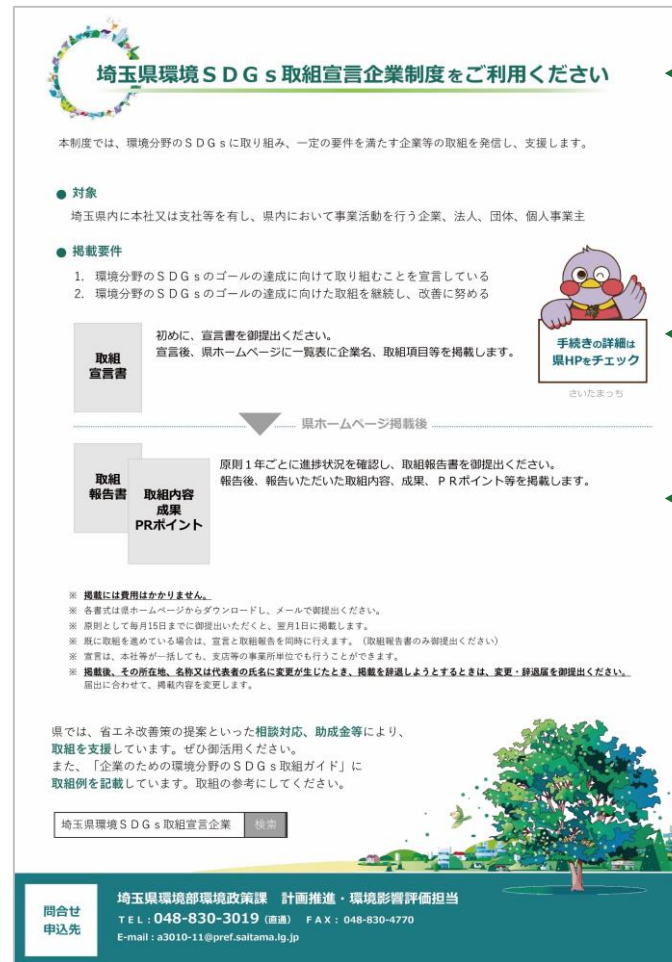 埼玉県環境ＳＤＧｓ取組宣言企業制度をご利用ください
本制度では、環境分野のＳＤＧｓに取り組み、一定の要件を満たす企業等の取組を発信し、支援します。
● 対象
埼玉県内に本社又は支社等を有し、県内において事業活動を行う企業、法人、団体、個人事業主
● 掲載要件
1. 環境分野のＳＤＧｓのゴールの達成に向けて取り組むことを宣言している
2. 環境分野のＳＤＧｓのゴールの達成に向けた取組を継続し、改善に努める
取組
宣言書
初めに、宣言書を御提出ください。
宣言後、県ホームページに一覧表に企業名、取組項目等を掲載します。
手続きの詳細は
県HPをチェック
さいたまっち
県ホームページ掲載後
取組
報告書
取組内容
成果
PRポイント
原則１年ごとに進捗状況を確認し、取組報告書を御提出ください。
報告後、報告いただいた取組内容、成果、ＰＲポイント等を掲載します。
※ 掲載には費用はかかりません。
※ 各書式は県ホームページからダウンロードし、メールで御提出ください。
※ 原則として毎月15日までに御提出いただくと、翌月1日に掲載します。
※ 既に取組を進めている場合は、宣言と取組報告を同時に行えます。（取組報告書のみ御提出ください）
※ 宣言は、本社等が一括しても、支店等の事業所単位でも行うことができます。
※ 掲載後、その所在地、名称又は代表者の氏名に変更が生じたとき、掲載を辞退しようとするときは、変更・辞退届を御提出ください。
届出に合わせて、掲載内容を変更します。
県では、省エネ改善策の提案といった相談対応、助成金等により、
取組を支援しています。ぜひ御活用ください。
また、「企業のための環境分野のＳＤＧｓ取組ガイド」に
取組例を記載しています。取組の参考にしてください。
埼玉県環境ＳＤＧｓ取組宣言企業 検索
問合せ
申込先
埼玉県環境部環境政策課 計画推進・環境影響評価担当
ＴＥＬ：048-830-3019（直通） ＦＡＸ：048-830-4770
E-mail：a3010-11@pref.saitama.lg.jp